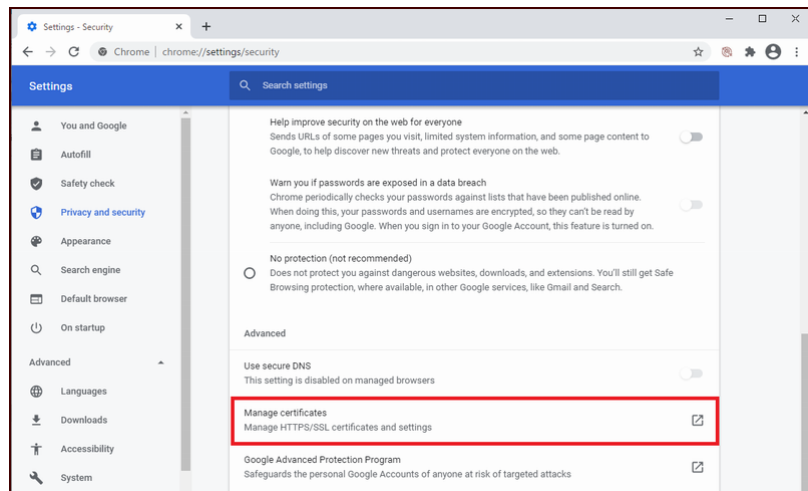 Settings - Security
Chrome | chrome://settings/security
Settings
Search settings
You and Google
Autofill
Safety check
Privacy and security
Appearance
Search engine
Default browser
On startup
Advanced
Languages
Downloads
Accessibility
System
Help improve security on the web for everyone
Sends URLs of some pages you visit, limited system information, and some page content to
Google, to help discover new threats and protect everyone on the web.
Warn you if passwords are exposed in a data breach
Chrome periodically checks your passwords against lists that have been published online.
When doing this, your passwords and usernames are encrypted, so they can't be read by
anyone, including Google. When you sign in to your Google Account, this feature is turned on.
No protection (not recommended)
Does not protect you against dangerous websites, downloads, and extensions. You'll still get Safe
Browsing protection, where available, in other Google services, like Gmail and Search.
Advanced
Use secure DNS
This setting is disabled on managed browsers
Manage certificates
Manage HTTPS/SSL certificates and settings
Google Advanced Protection Program
Safeguards the personal Google Accounts of anyone at risk of targeted attacks